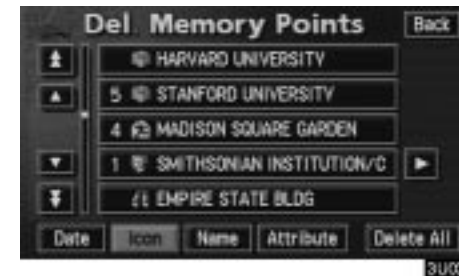 Del. Memory Points Back
HARVARD UNIVERSITY
5 STANFORD UNIVERSITY
4 MADISON SQUARE GARDEN
1 SMITHSONIAN INSTITUTION/C
EMPIRE STATE BLDG
Date Icon Name Attribute Delete All